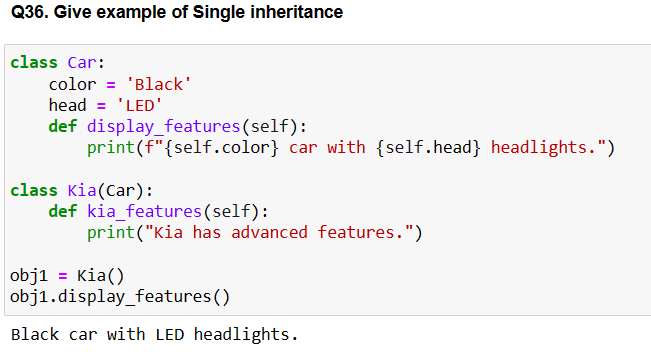 Q36. Give example of Single inheritance
class Car:
    color = 'Black'
    head = 'LED'
    def display_features(self):
        print(f"{self.color} car with {self.head} headlights.")
class Kia(Car):
    def kia_features(self):
        print("Kia has advanced features.")
obj1 = Kia()
obj1.display_features()
Black car with LED headlights.